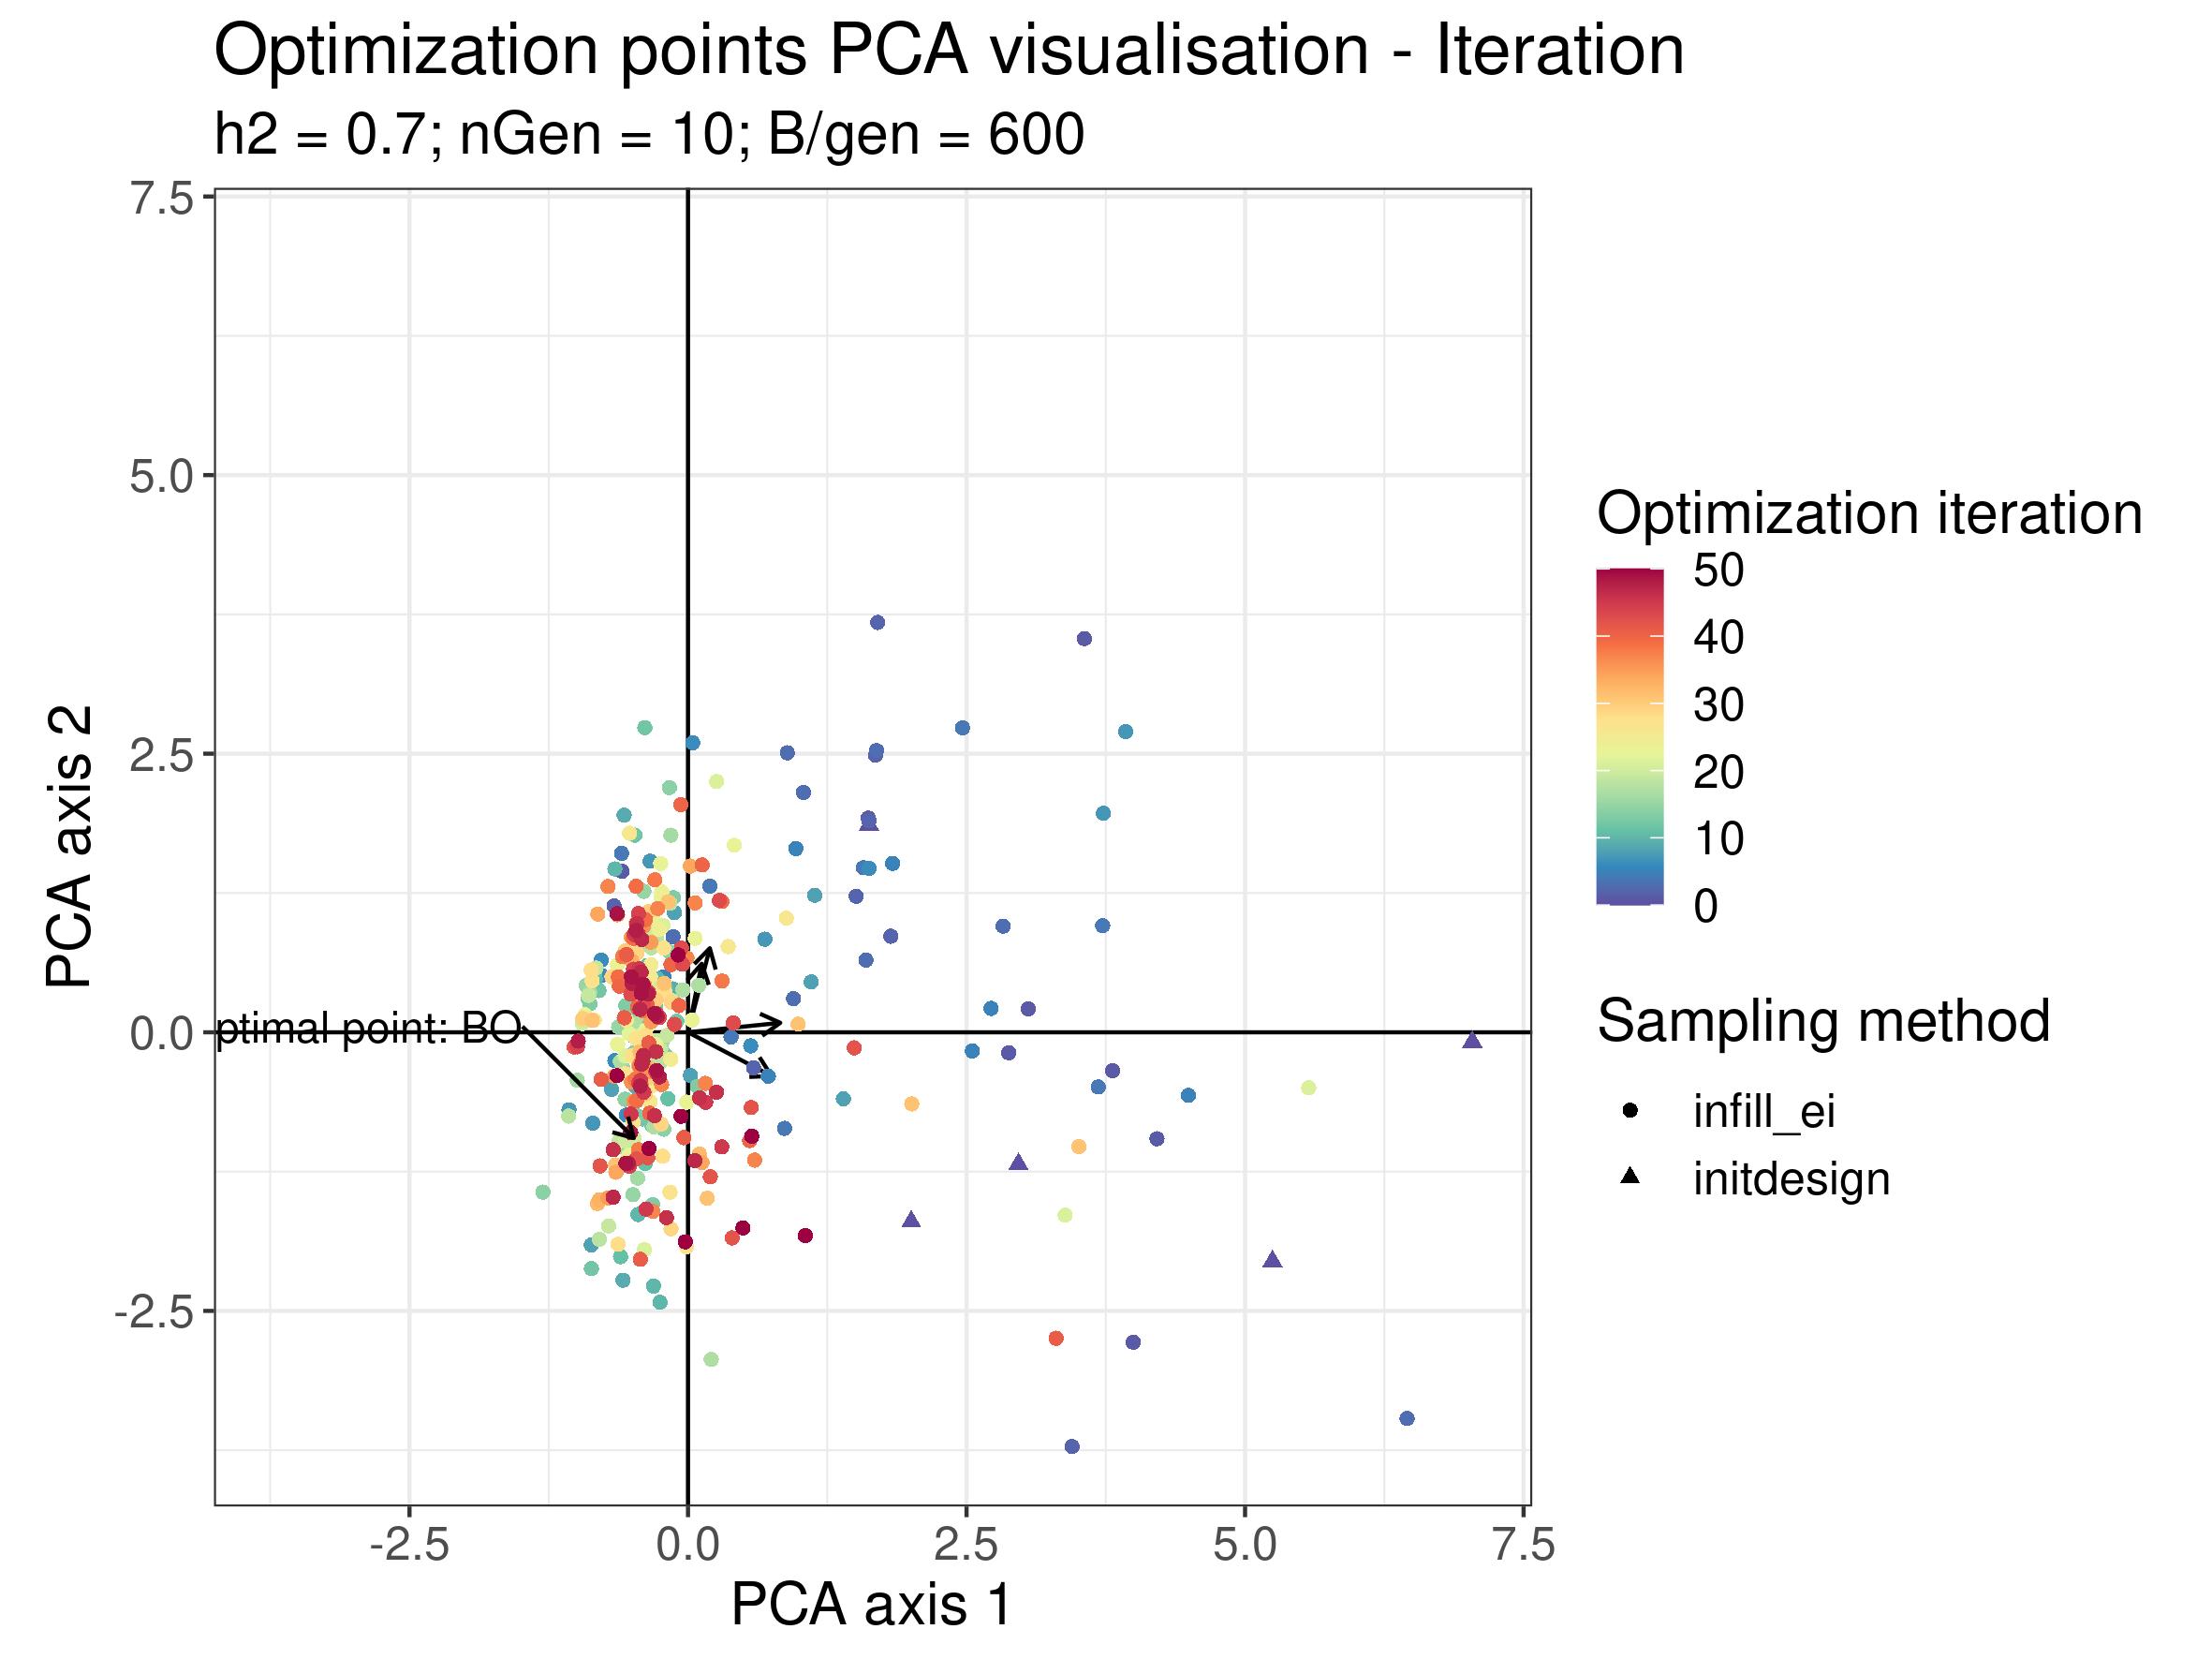 Optimization points PCA visualisation - Iteration
h2 = 0.7; nGen = 10; B/gen = 600
7.5
5.0
2.5
0.0
-2.5
PCA axis 2
ptimal point: BO
-2.5
0.0
2.5
5.0
7.5
PCA axis 1
Optimization iteration
50
40
30
20
10
0
Sampling method
infill_ei
initdesign